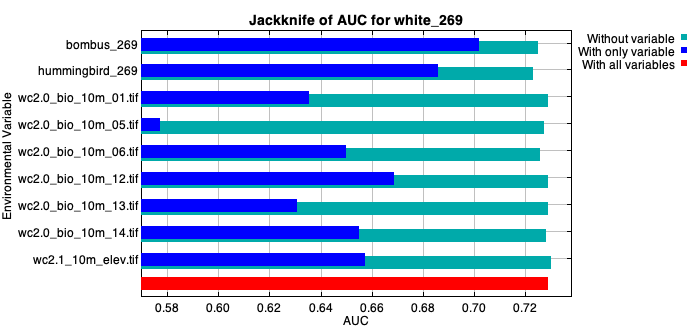 Jackknife of AUC for white_269
Without variable
With only variable
With all variables
Environmental Variable
bombus_269
hummingbird_269
wc2.0_bio_10m_01.tif
wc2.0_bio_10m_05.tif
wc2.0_bio_10m_06.tif
wc2.0_bio_10m_12.tif
wc2.0_bio_10m_13.tif
wc2.0_bio_10m_14.tif
wc2.1_10m_elev.tif
0.58 0.60 0.62 0.64 0.66 0.68 0.70 0.72
AUC